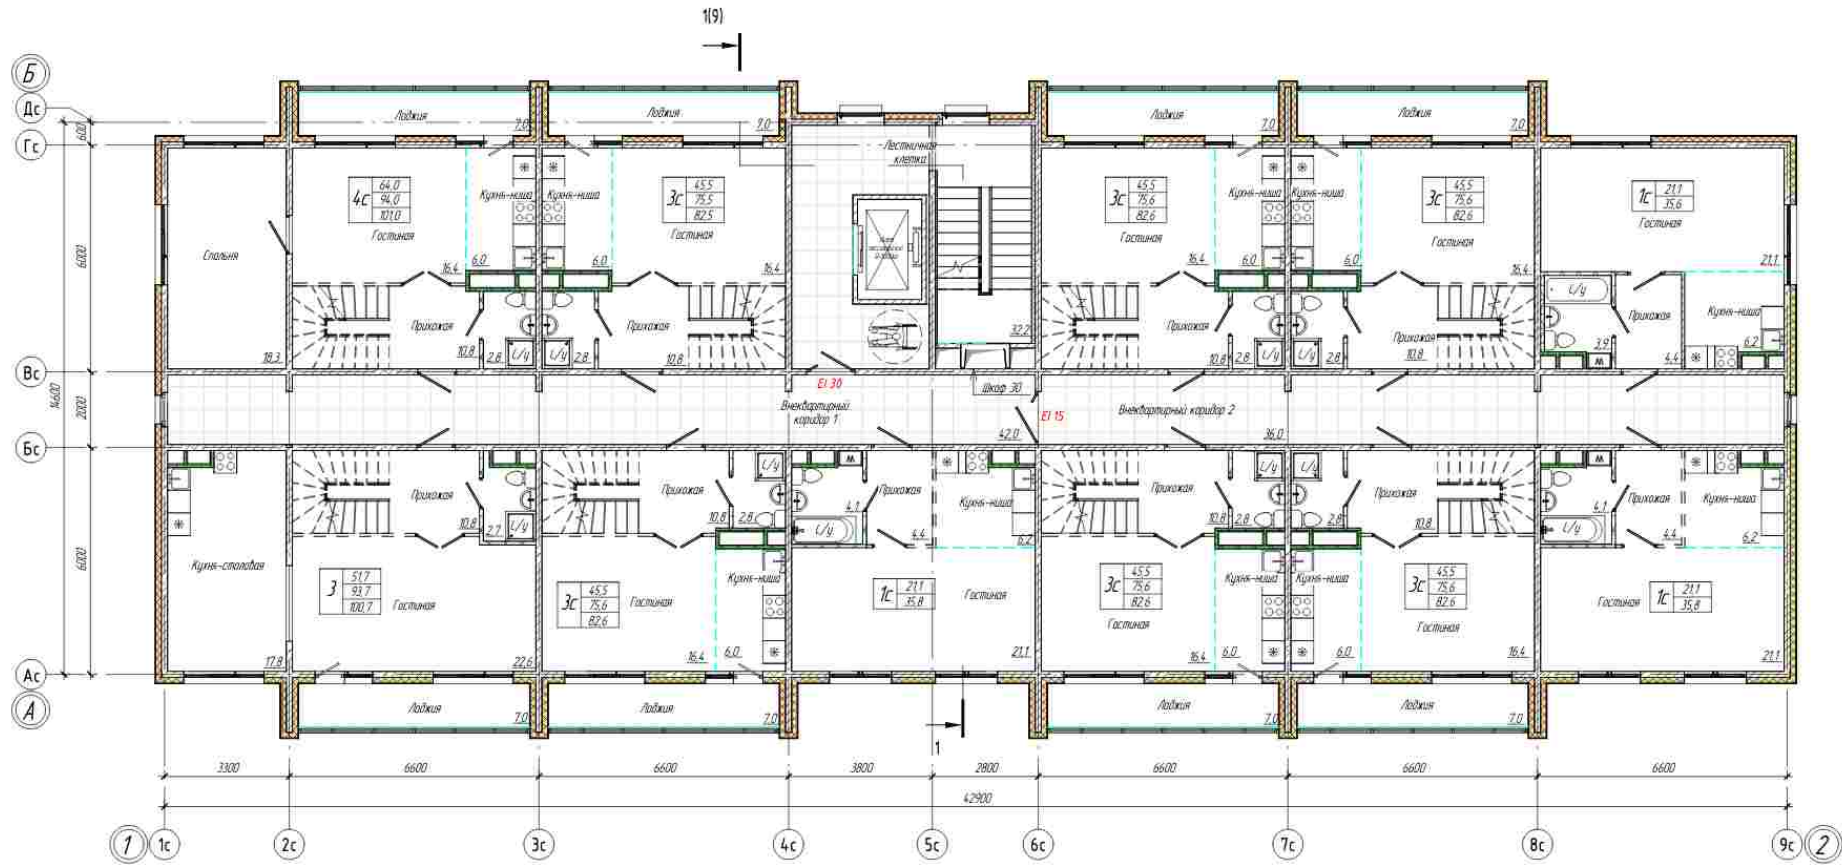 1(9)
Б
Дс
Гс
Вс
Бс
Ас
А
600
6000
2000
6000
14600
Лоджия
7,0
Лоджия
7,0
Лоджия
7,0
Лоджия
7,0
Лестничная
клетка
32,2
Спальня
18,3
4с
64,0
94,0
101,0
Гостиная
16,4
Кухня-ниша
6,0
Кухня-ниша
6,0
3с
45,5
75,5
82,5
Гостиная
16,4
3с
45,5
75,6
82,6
Гостиная
16,4
Кухня-ниша
6,0
Кухня-ниша
6,0
3с
45,5
75,6
82,6
Гостиная
16,4
1с
21,1
35,6
Гостиная
21,1
Кухня-ниша
6,2
Прихожая
10,8
2,8
с/у
с/у
2,8
Прихожая
10,8
Прихожая
10,8
2,8
с/у
с/у
2,8
Прихожая
10,8
с/у
3,9
Прихожая
4,4
EI 30
Внеквартирный
коридор 1
42,0
Шкаф 30
EI 15
Внеквартирный коридор 2
36,0
Кухня-столовая
17,8
Прихожая
10,8
2,7
с/у
3
51,7
93,7
100,7
Гостиная
22,6
Прихожая
10,8
2,8
с/у
3с
45,5
75,6
82,6
Гостиная
16,4
Кухня-ниша
6,0
с/у
4,1
Прихожая
4,4
Кухня-ниша
6,2
1с
21,1
35,8
Гостиная
21,1
Прихожая
10,8
2,8
с/у
3с
45,5
75,6
82,6
Гостиная
16,4
Кухня-ниша
6,0
с/у
2,8
Прихожая
10,8
Кухня-ниша
6,0
3с
45,5
75,6
82,6
Гостиная
16,4
с/у
4,1
Прихожая
4,4
Кухня-ниша
6,2
Гостиная
1с
21,1
35,8
21,1
Лоджия
7,0
Лоджия
7,0
Лоджия
7,0
Лоджия
7,0
1
3300
6600
6600
3800
2800
6600
6600
6600
42900
1
1с
2с
3с
4с
5с
6с
7с
8с
9с
2